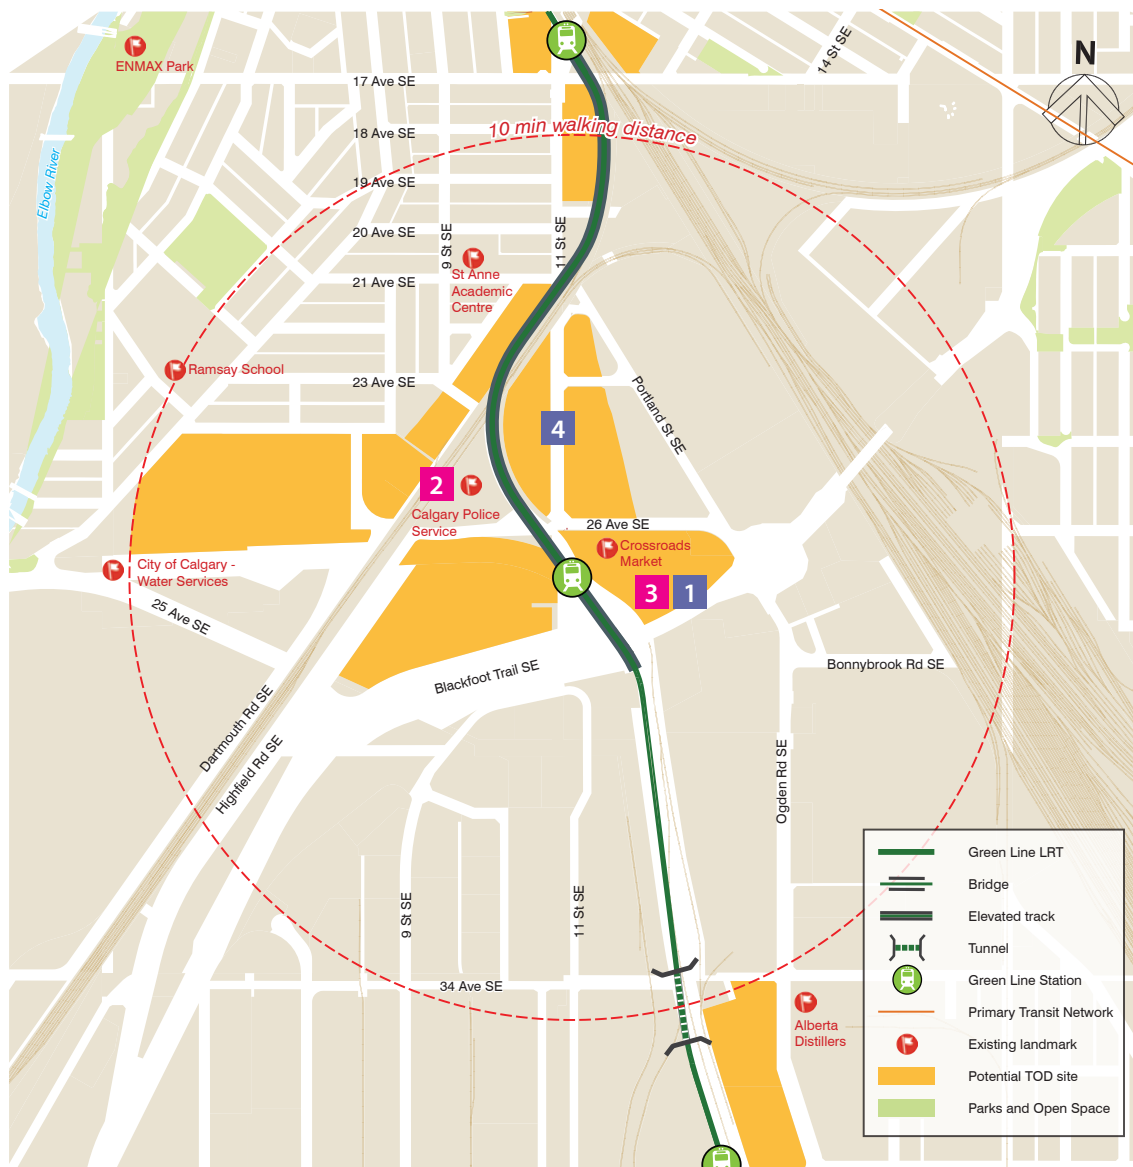 N
ENMAX Park
14 St SE
17 Ave SE
10 min walking distance
18 Ave SE
Elbow River
19 Ave SE
20 Ave SE
9 St SE
11 St SE
21 Ave SE
St Anne
Academic
Centre
Ramsay School
23 Ave SE
Portland St SE
4
2
Calgary Police
Service
26 Ave SE
Crossroads
Market
3
1
City of Calgary -
Water Services
25 Ave SE
Blackfoot Trail SE
Bonnybrook Rd SE
Dartmouth Rd SE
Highfield Rd SE
Ogden Rd SE
9 St SE
11 St SE
34 Ave SE
Alberta
Distillers
Green Line LRT
Bridge
Elevated track
Tunnel
Green Line Station
Primary Transit Network
Existing landmark
Potential TOD site
Parks and Open Space